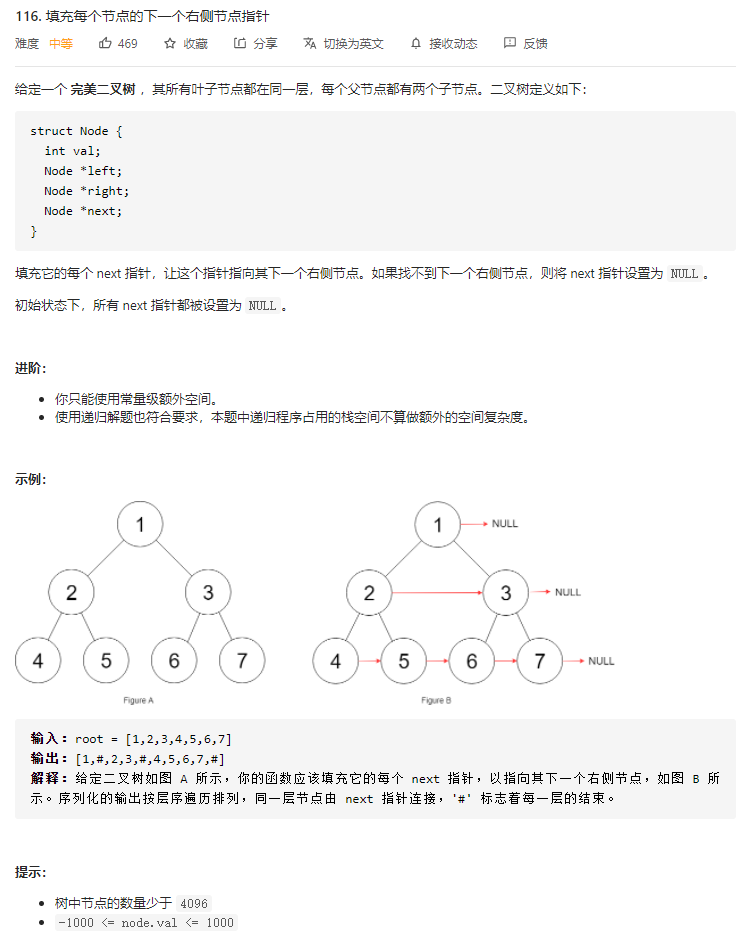 116. 填充每个节点的下一个右侧节点指针
难度 中等 469 收藏 分享 切换为英文 接收动态 反馈
给定一个 完美二叉树 ，其所有叶子节点都在同一层，每个父节点都有两个子节点。二叉树定义如下：
struct Node {
  int val;
  Node *left;
  Node *right;
  Node *next;
}
填充它的每个 next 指针，让这个指针指向其下一个右侧节点。如果找不到下一个右侧节点，则将 next 指针设置为 NULL 。
初始状态下，所有 next 指针都被设置为 NULL 。
进阶：
• 你只能使用常量级额外空间。
• 使用递归解题也符合要求，本题中递归程序占用的栈空间不算做额外的空间复杂度。
示例：
1 1 NULL
2 3 2 3 NULL
4 5 6 7 4 5 6 7 NULL
Figure A Figure B
输入：root = [1,2,3,4,5,6,7]
输出：[1,#,2,3,#,4,5,6,7,#]
解释：给定二叉树如图 A 所示，你的函数应该填充它的每个 next 指针，以指向其下一个右侧节点，如图 B 所
示。序列化的输出按层序遍历排列，同一层节点由 next 指针连接，'#' 标志着每一层的结束。
提示：
• 树中节点的数量少于 4096
• -1000 <= node.val <= 1000